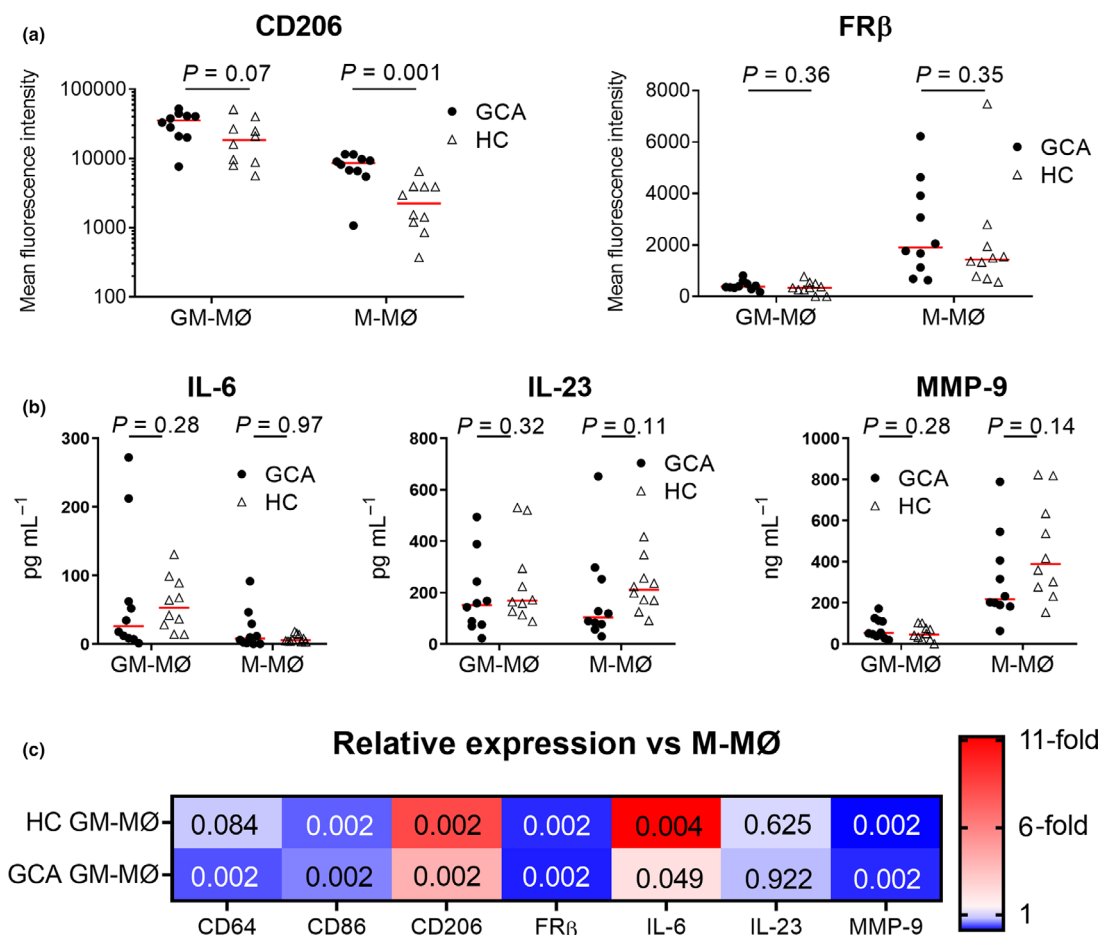 (a)
CD206
P = 0.07
P = 0.001
Mean fluorescence intensity
100000
10000
1000
100
GCA
HC
GM-MØ
M-MØ
FRβ
P = 0.36
P = 0.35
Mean fluorescence intensity
8000
6000
4000
2000
0
GCA
HC
GM-MØ
M-MØ
(b)
IL-6
P = 0.28
P = 0.97
pg mL⁻¹
300
200
100
0
GCA
HC
GM-MØ
M-MØ
IL-23
P = 0.32
P = 0.11
pg mL⁻¹
800
600
400
200
0
GCA
HC
GM-MØ
M-MØ
MMP-9
P = 0.28
P = 0.14
ng mL⁻¹
1000
800
600
400
200
0
GCA
HC
GM-MØ
M-MØ
(c)
Relative expression vs M-MØ
HC GM-MØ 0.084 0.002 0.002 0.002 0.004 0.625 0.002
GCA GM-MØ 0.002 0.002 0.002 0.002 0.049 0.922 0.002
CD64 CD86 CD206 FRβ IL-6 IL-23 MMP-9
11-fold
6-fold
1